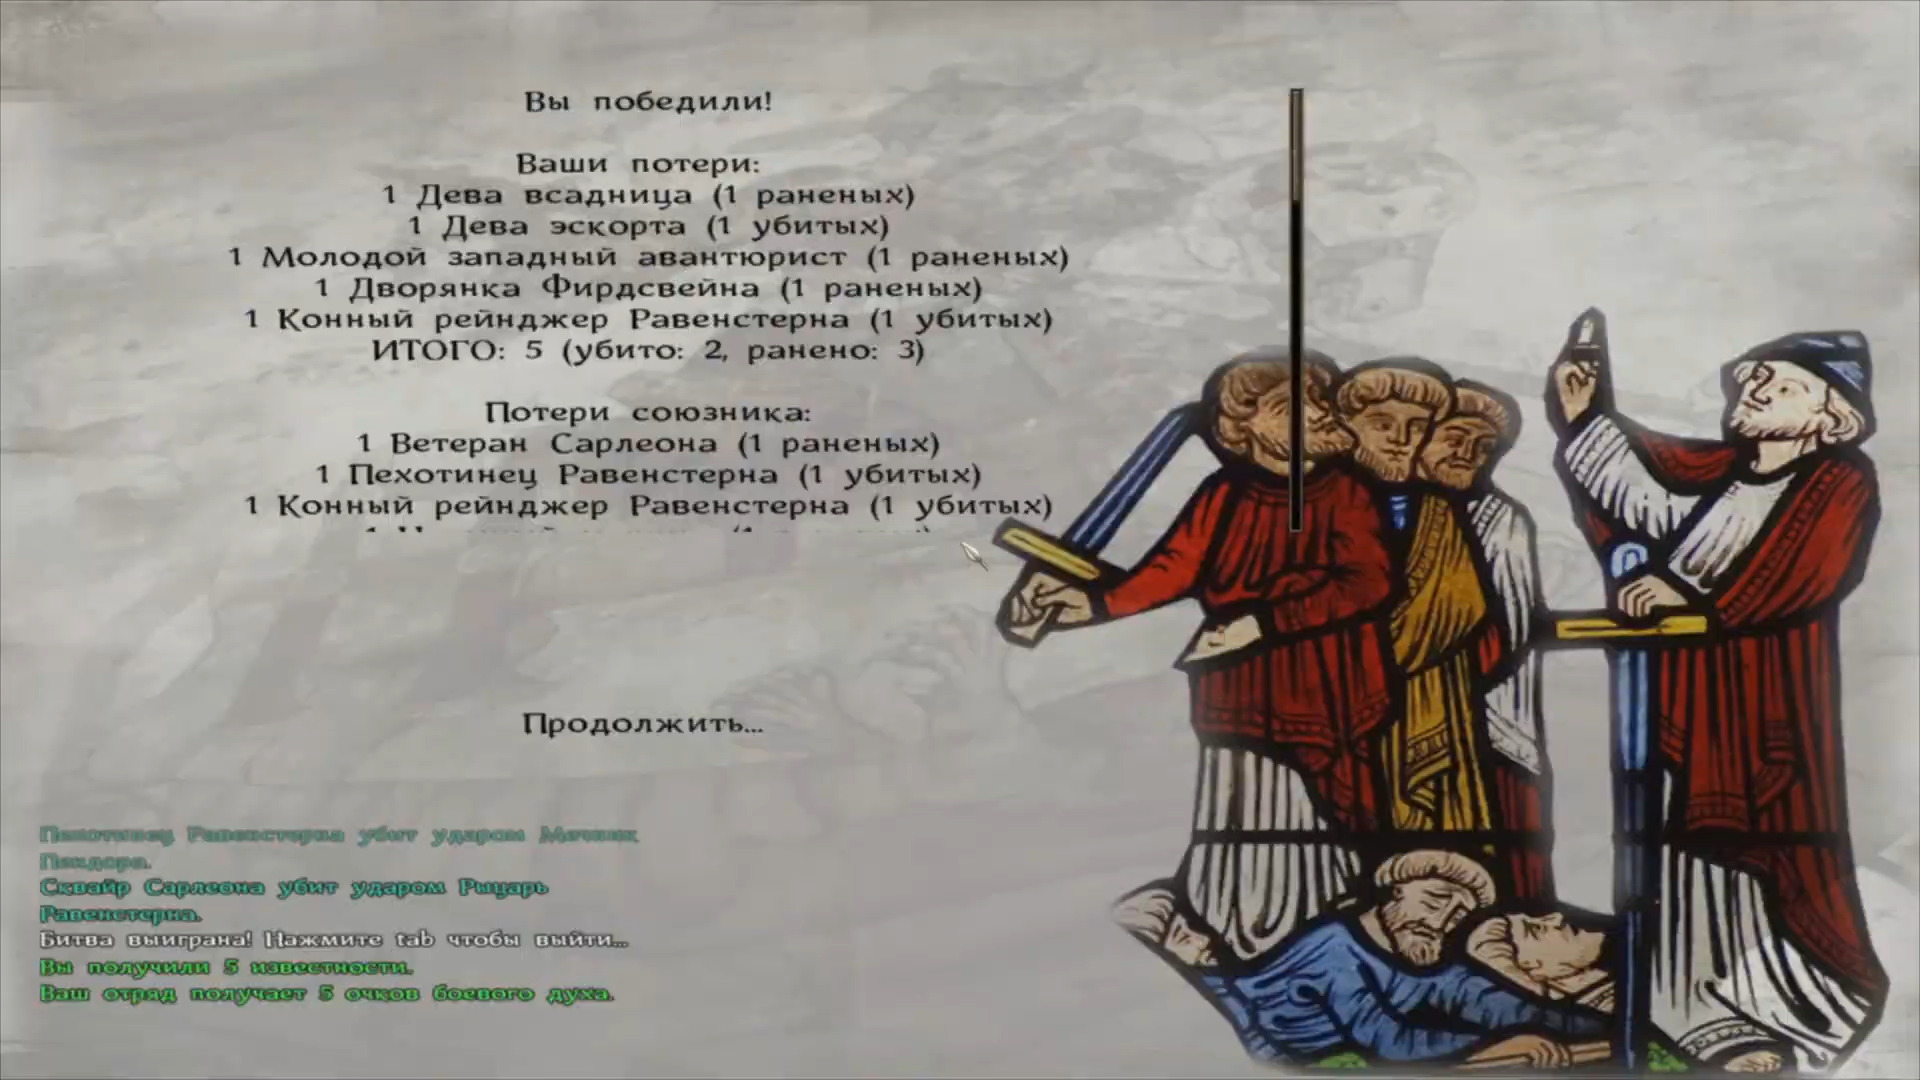 Вы победили!
Ваши потери:
1 Дева всадница (1 раненых)
1 Дева эскорта (1 убитых)
1 Молодой западный авантюрист (1 раненых)
1 Дворянка Фирдсвейна (1 раненых)
1 Конный рейнджер Равенстерна (1 убитых)
ИТОГО: 5 (убито: 2, ранено: 3)
Потери союзника:
1 Ветеран Сарлеона (1 раненых)
1 Пехотинец Равенстерна (1 убитых)
1 Конный рейнджер Равенстерна (1 убитых)
Продолжить...
Пехотинец Равенстерна убит ударом Мечник
Пендора.
Сквайр Сарлеона убит ударом Рыцарь
Равенстерна.
Битва выиграна! Нажмите tab чтобы выйти...
Вы получили 5 известности.
Ваш отряд получает 5 очков боевого духа.